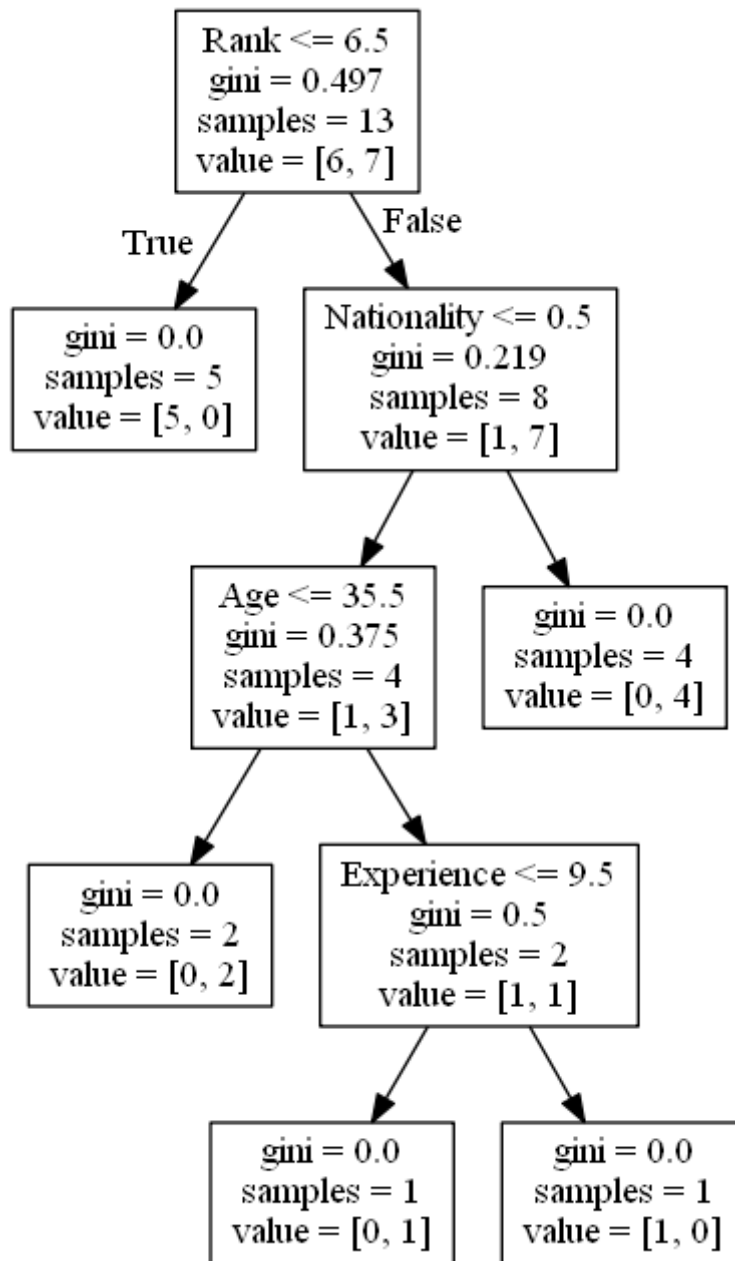 Rank <= 6.5
gini = 0.497
samples = 13
value = [6, 7]
True
False
gini = 0.0
samples = 5
value = [5, 0]
Nationality <= 0.5
gini = 0.219
samples = 8
value = [1, 7]
Age <= 35.5
gini = 0.375
samples = 4
value = [1, 3]
gini = 0.0
samples = 4
value = [0, 4]
gini = 0.0
samples = 2
value = [0, 2]
Experience <= 9.5
gini = 0.5
samples = 2
value = [1, 1]
gini = 0.0
samples = 1
value = [0, 1]
gini = 0.0
samples = 1
value = [1, 0]